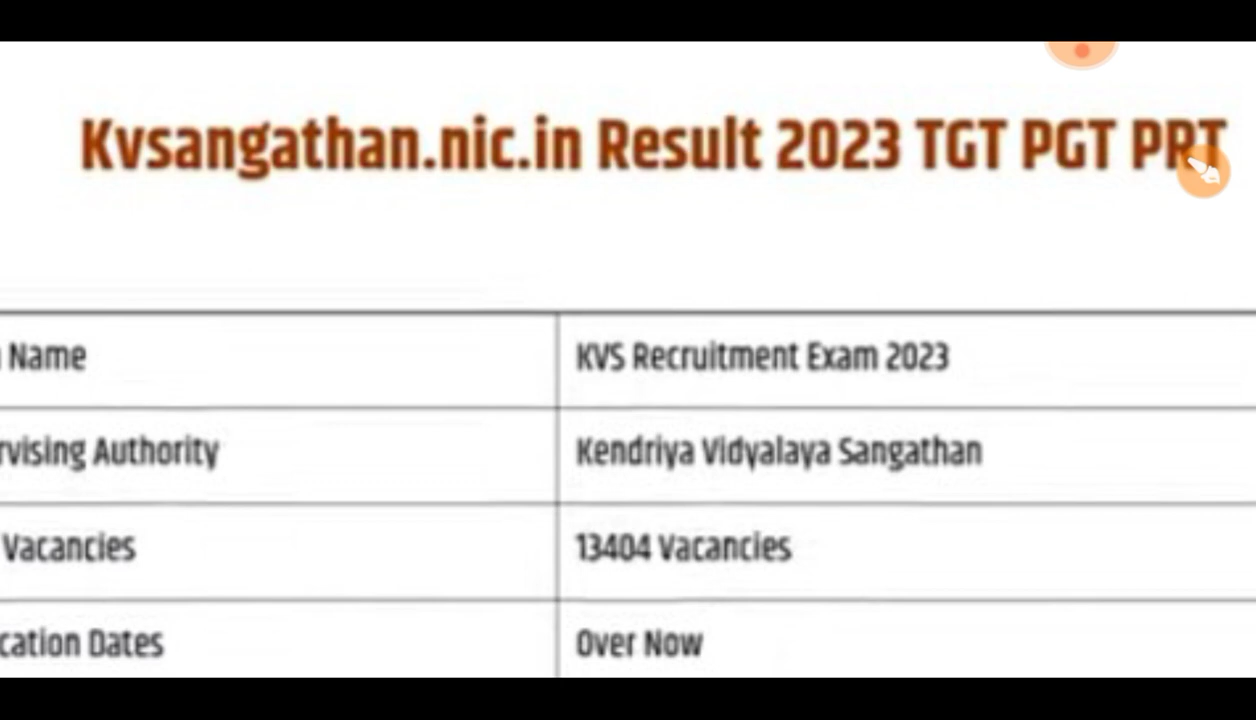 Kvsangathan.nic.in Result 2023 TGT PGT PRT
Name KVS Recruitment Exam 2023
rvising Authority Kendriya Vidyalaya Sangathan
Vacancies 13404 Vacancies
cation Dates Over Now